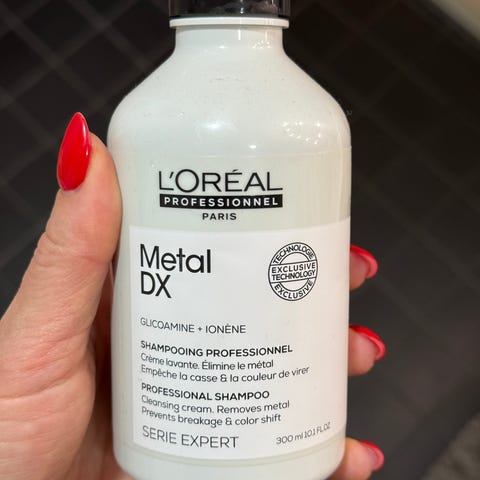 L'ORÉAL
PROFESSIONNEL
PARIS
Metal
DX
TECHNOLOGIE
EXCLUSIVE
TECHNOLOGY
EXCLUSIVE
GLICOAMINE + IONÈNE
SHAMPOOING PROFESSIONNEL
Crème lavante. Élimine le métal
Empêche la casse & la couleur de virer
PROFESSIONAL SHAMPOO
Cleansing cream. Removes metal
Prevents breakage & color shift
SERIE EXPERT
300 ml 10.1 FL.OZ